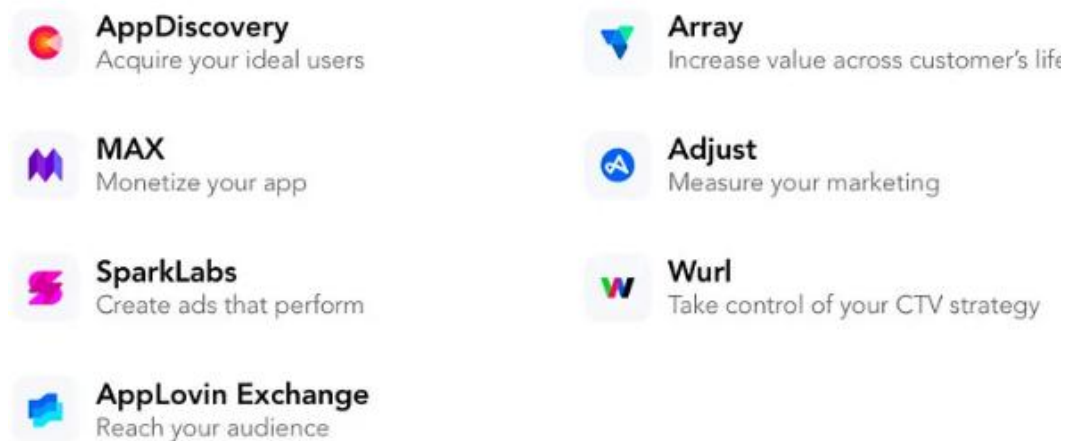 AppDiscovery
Acquire your ideal users
Array
Increase value across customer's life
MAX
Monetize your app
Adjust
Measure your marketing
SparkLabs
Create ads that perform
Wurl
Take control of your CTV strategy
AppLovin Exchange
Reach your audience